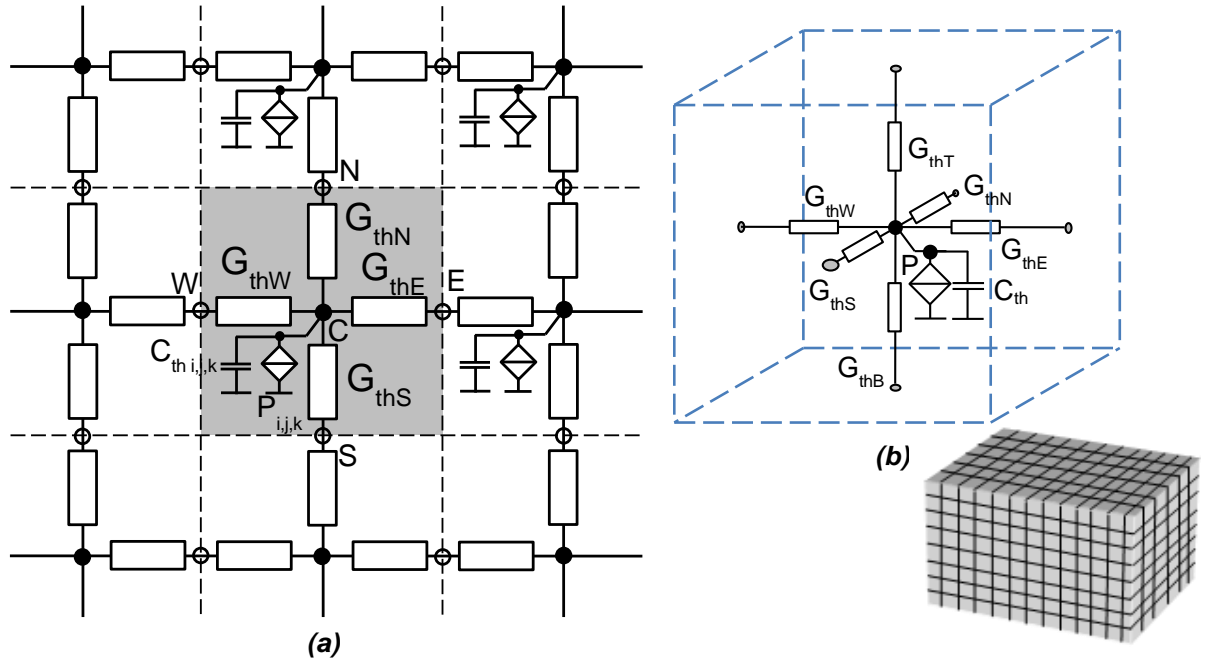 N
G thN
G thW
G thE
W
E
C
C th i,j,k
G thS
P i,j,k
S
(a)
G thT
G thN
G thW
G thE
P
C th
G thS
G thB
(b)